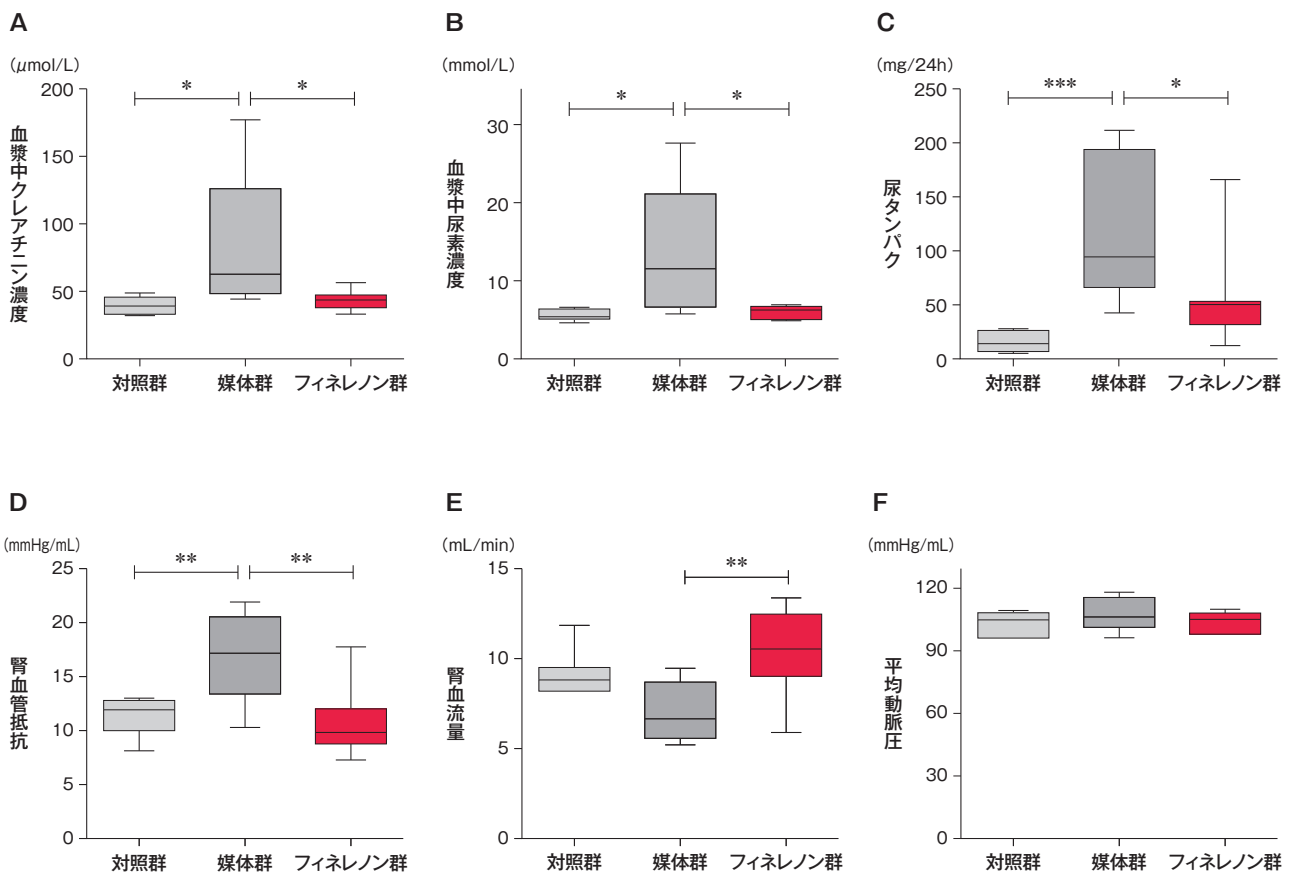 A
(μmol/L)
200
150
100
50
0
血漿中クレアチニン濃度
* *
対照群 媒体群 フィネレノン群
B
(mmol/L)
30
20
10
0
血漿中尿素濃度
* *
対照群 媒体群 フィネレノン群
C
(mg/24h)
250
200
150
100
50
0
尿タンパク
*** *
対照群 媒体群 フィネレノン群
D
(mmHg/mL)
25
20
15
10
5
0
腎血管抵抗
** **
対照群 媒体群 フィネレノン群
E
(mL/min)
15
10
5
0
腎血流量
**
対照群 媒体群 フィネレノン群
F
(mmHg/mL)
120
90
60
30
0
平均動脈圧
対照群 媒体群 フィネレノン群